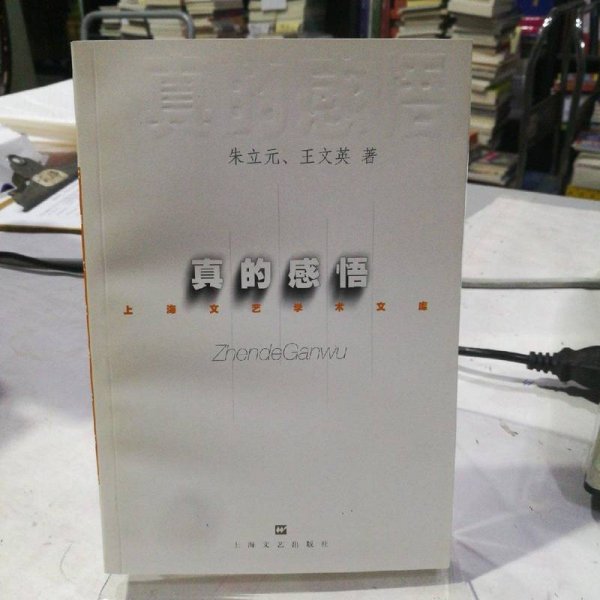 真的感悟
朱立元、王文英 著
真的感悟
上海文艺学术文库
ZhendeGanwu
上海文艺出版社